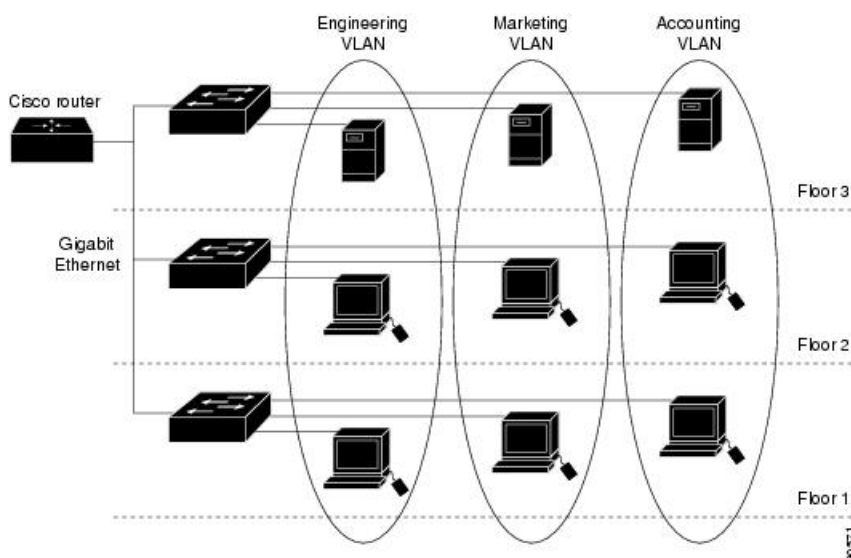 Engineering
VLAN
Marketing
VLAN
Accounting
VLAN
Cisco router
Floor 3
Gigabit
Ethernet
Floor 2
Floor 1